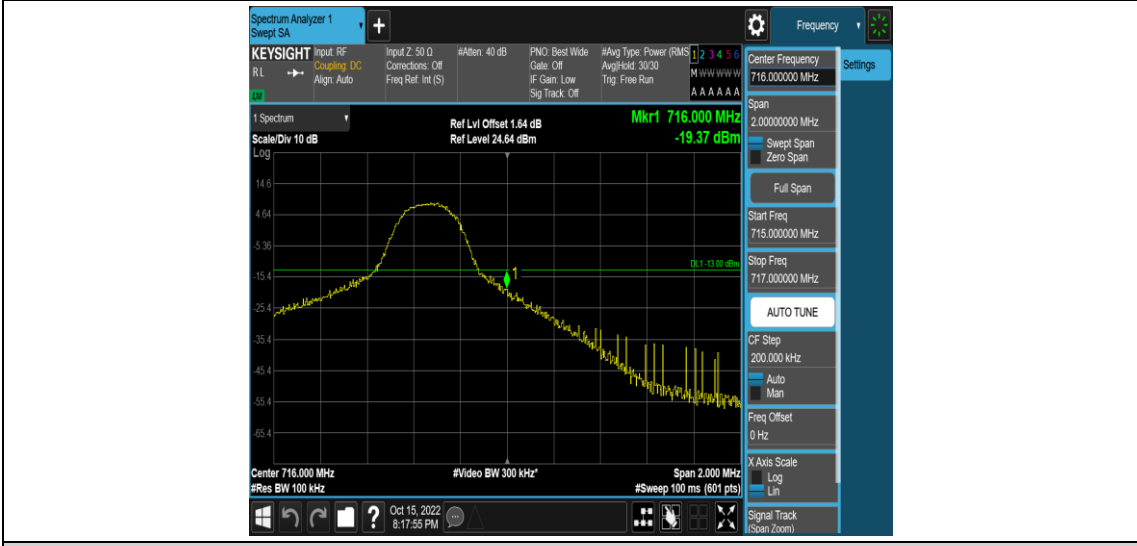 Spectrum Analyzer 1
Swept SA
+
Frequency
KEYSIGHT
RL
Input: RF
Coupling: DC
Align: Auto
Input Z: 50 Ω
Corrections: Off
Freq Ref: Int (S)
#Atten: 40 dB
PNO: Best Wide
Gate: Off
IF Gain: Low
Sig Track: Off
#Avg Type: Power (RMS
Avg|Hold: 30/30
Trig: Free Run
1 2 3 4 5 6
M W W W W W
A A A A A A
Settings
1 Spectrum
Scale/Div 10 dB
Log
Ref Lvl Offset 1.64 dB
Ref Level 24.64 dBm
Mkr1 716.000 MHz
-19.37 dBm
14.6
4.64
-5.36
-15.4
-25.4
-35.4
-45.4
-55.4
-65.4
DL1 -13.00 dBm
1
Center 716.000 MHz
#Res BW 100 kHz
#Video BW 300 kHz*
Span 2.000 MHz
#Sweep 100 ms (601 pts)
Center Frequency
716.000000 MHz
Span
2.00000000 MHz
Swept Span
Zero Span
Full Span
Start Freq
715.000000 MHz
Stop Freq
717.000000 MHz
AUTO TUNE
CF Step
200.000 kHz
Auto
Man
Freq Offset
0 Hz
X Axis Scale
Log
Lin
Signal Track
(Span Zoom)
?
Oct 15, 2022
8:17:55 PM